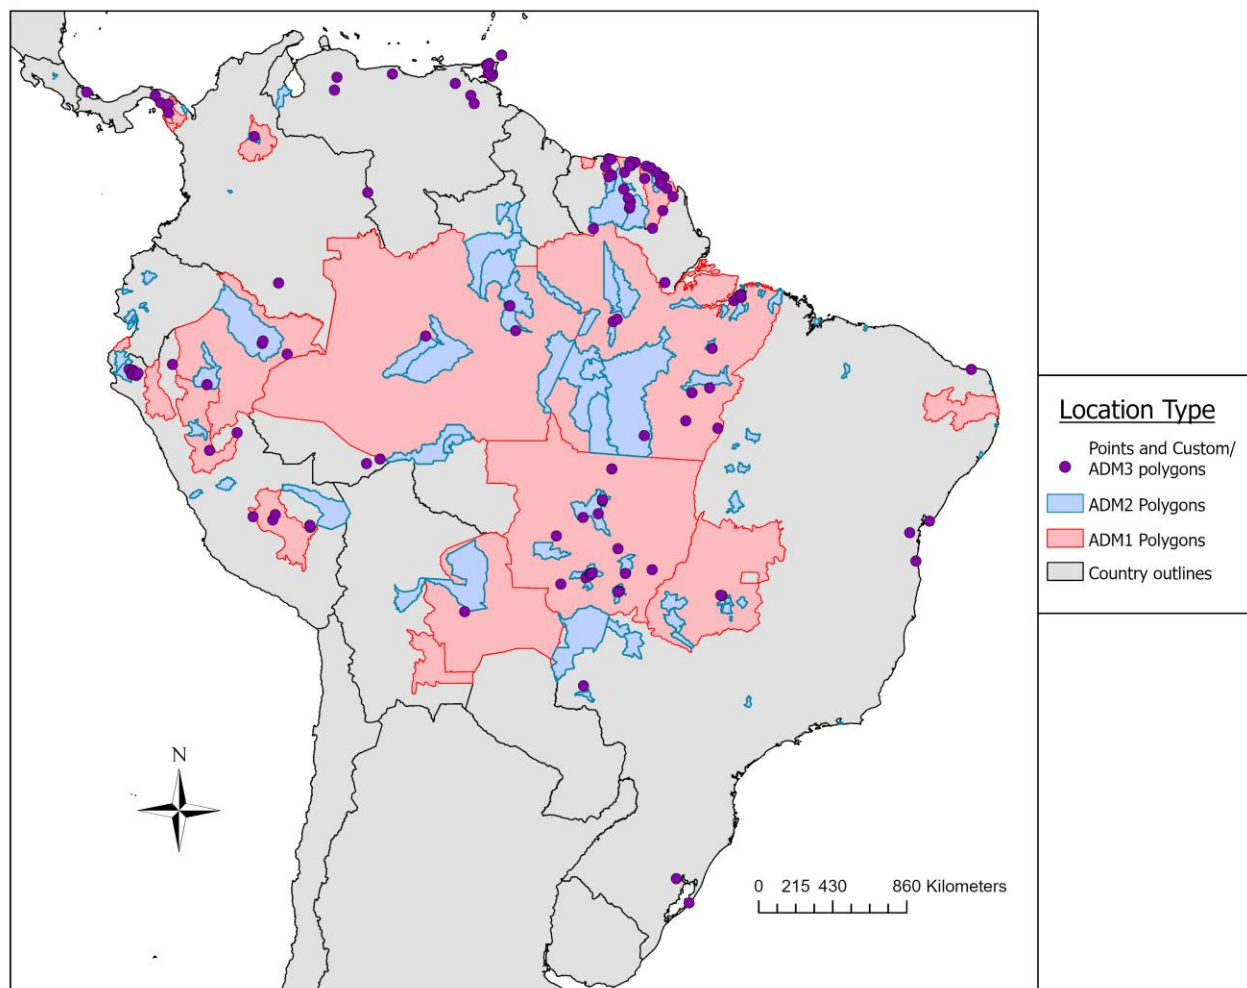 Location Type
Points and Custom/
ADM3 polygons
ADM2 Polygons
ADM1 Polygons
Country outlines
N
0 215 430 860 Kilometers